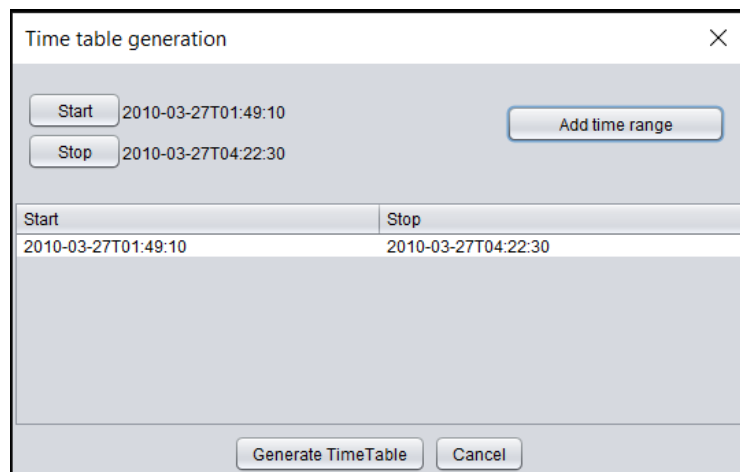 Time table generation
Start 2010-03-27T01:49:10
Add time range
Stop 2010-03-27T04:22:30
Start Stop
2010-03-27T01:49:10 2010-03-27T04:22:30
Generate TimeTable Cancel